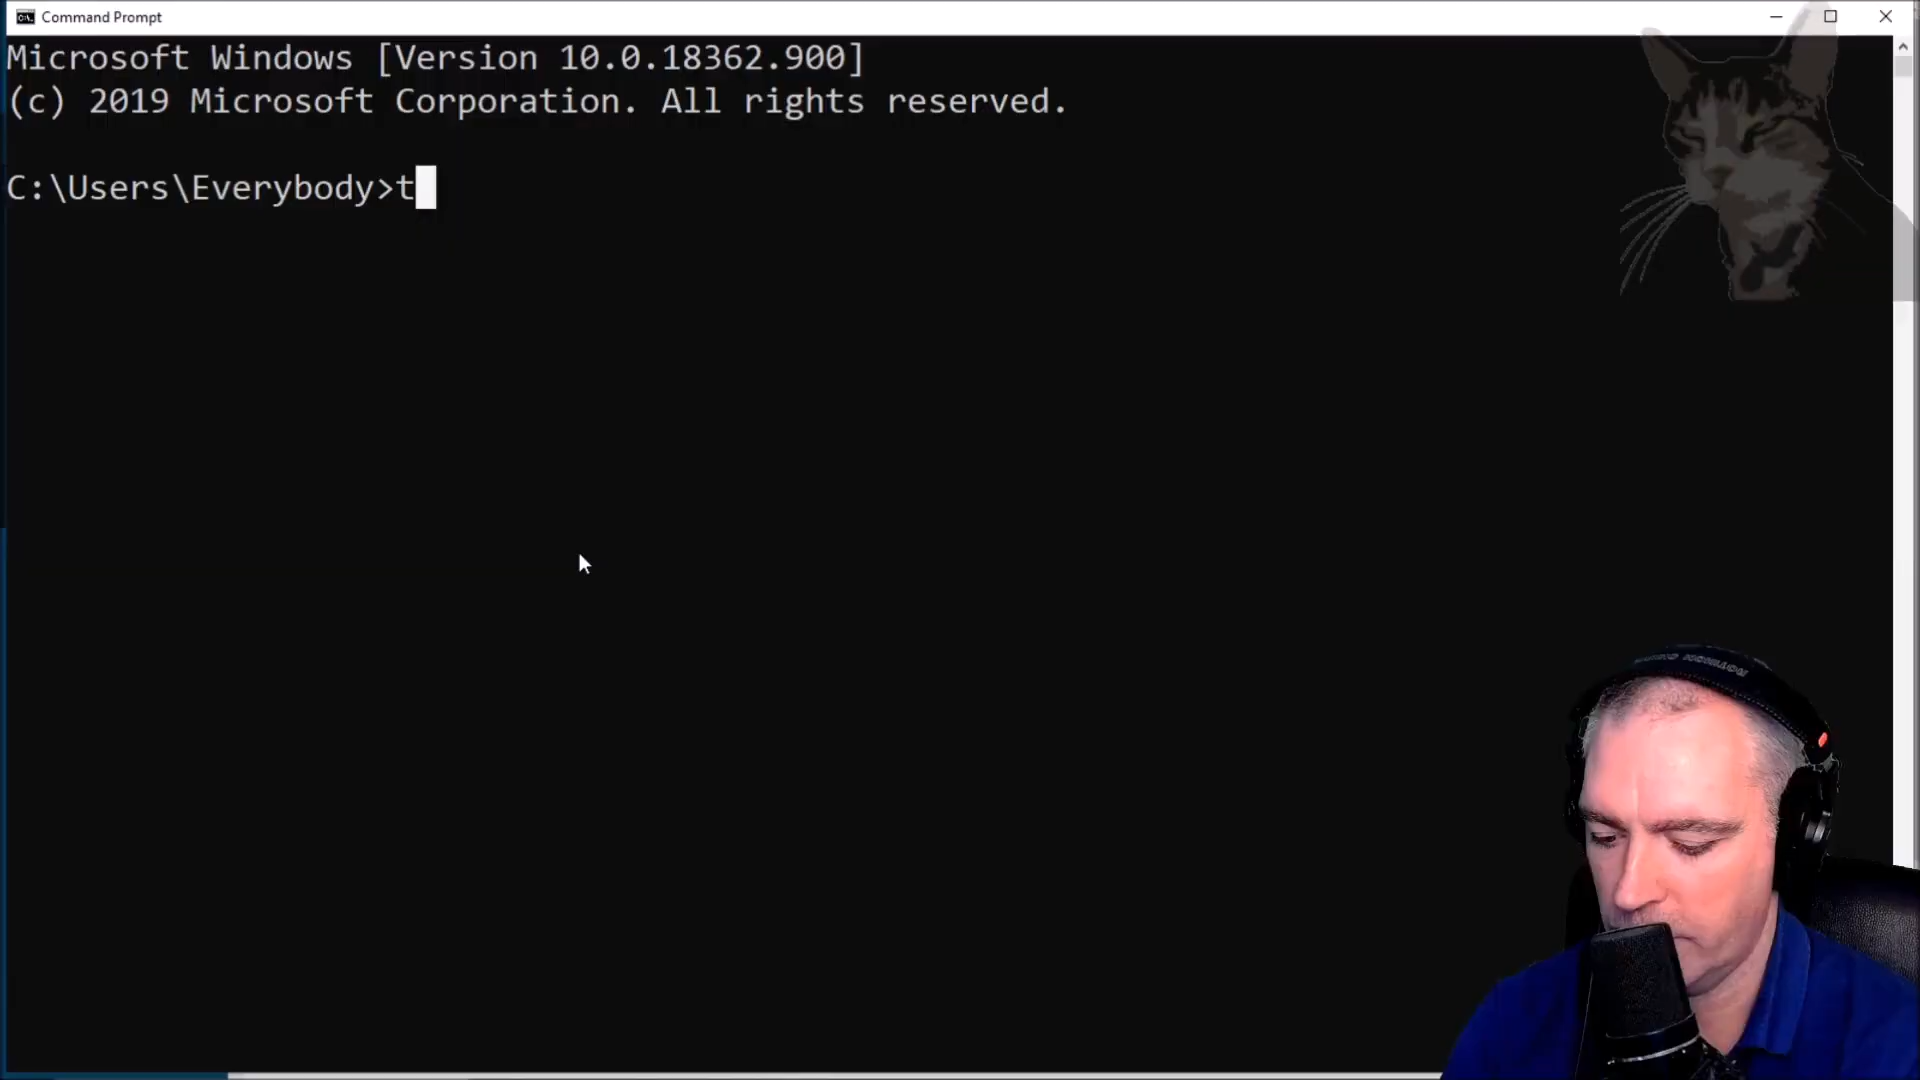 Command Prompt
Microsoft Windows [Version 10.0.18362.900]
(c) 2019 Microsoft Corporation. All rights reserved.
C:\Users\Everybody>t